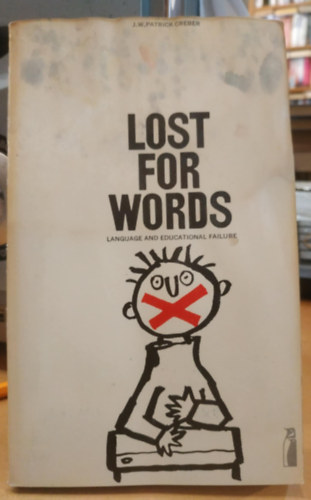 J.W.PATRICK CREBER
LOST
FOR
WORDS
LANGUAGE AND EDUCATIONAL FAILURE